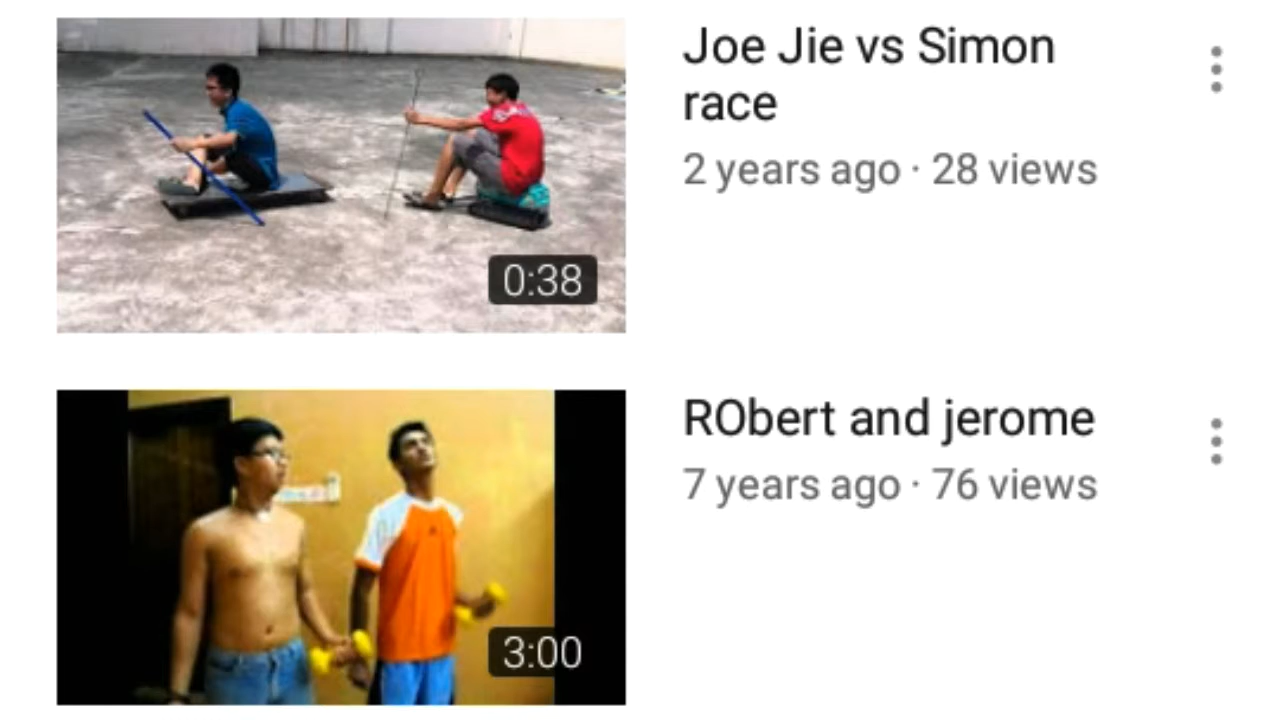 Joe Jie vs Simon
race
2 years ago · 28 views
0:38
RObert and jerome
7 years ago · 76 views
3:00